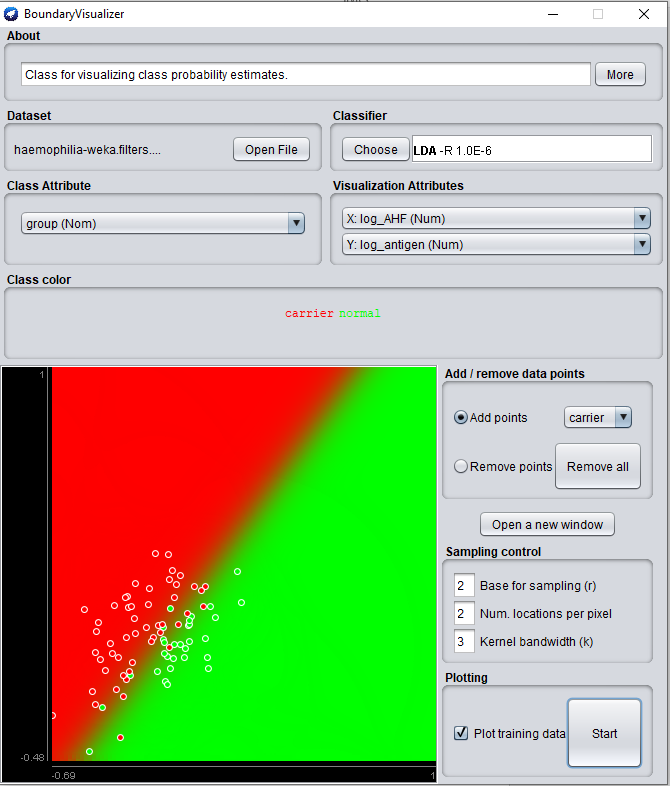 BoundaryVisualizer
About
Class for visualizing class probability estimates.
More
Dataset
Classifier
haemophilia-weka.filters....
Open File
Choose
LDA -R 1.0E-6
Class Attribute
Visualization Attributes
group (Nom)
X: log_AHF (Num)
Y: log_antigen (Num)
Class color
carrier normal
1
-0.48
-0.69
1
Add / remove data points
Add points
carrier
Remove points
Remove all
Open a new window
Sampling control
2 Base for sampling (r)
2 Num. locations per pixel
3 Kernel bandwidth (k)
Plotting
Plot training data
Start